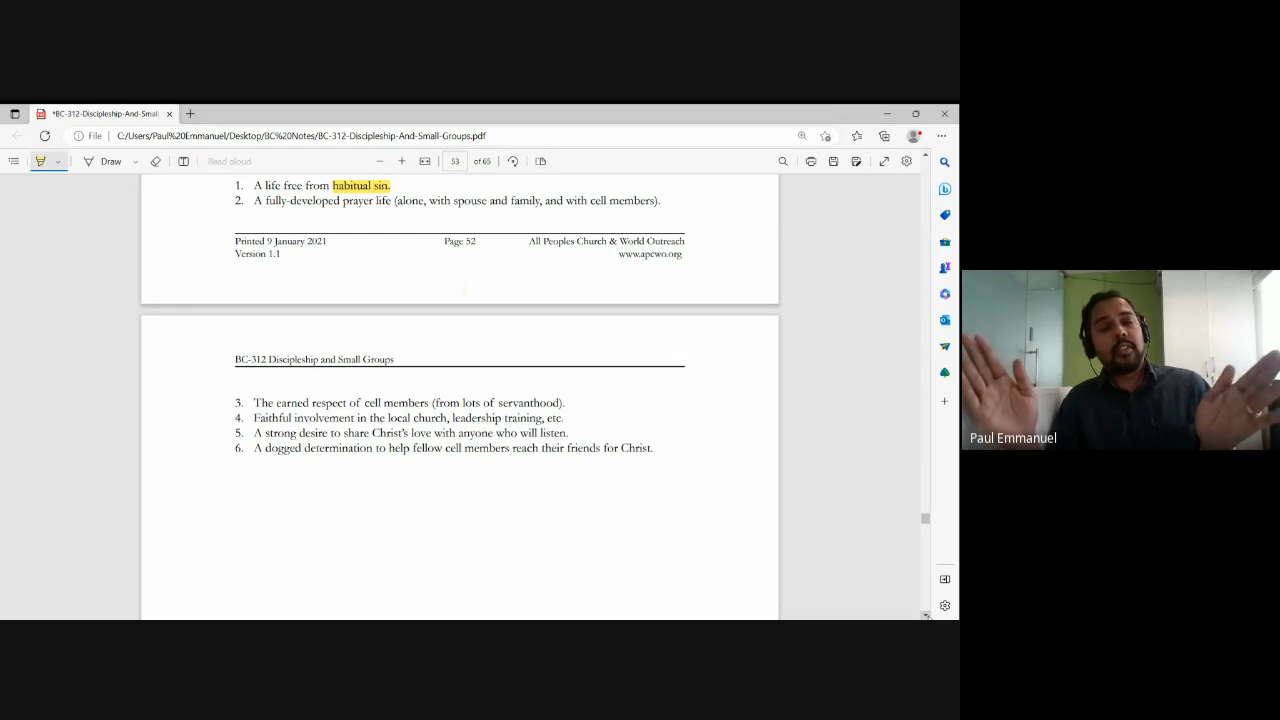 *BC-312-Discipleship-And-Small
File
C:/Users/Paul%20Emmanuel/Desktop/BC%20Notes/BC-312-Discipleship-And-Small-Groups.pdf
Draw
Read aloud
53 of 65
1. A life free from habitual sin.
2. A fully-developed prayer life (alone, with spouse and family, and with cell members).
Printed 9 January 2021 Page 52 All Peoples Church & World Outreach
Version 1.1 www.apcwo.org
BC-312 Discipleship and Small Groups
3. The earned respect of cell members (from lots of servanthood).
4. Faithful involvement in the local church, leadership training, etc.
5. A strong desire to share Christ's love with anyone who will listen.
6. A dogged determination to help fellow cell members reach their friends for Christ.
Paul Emmanuel